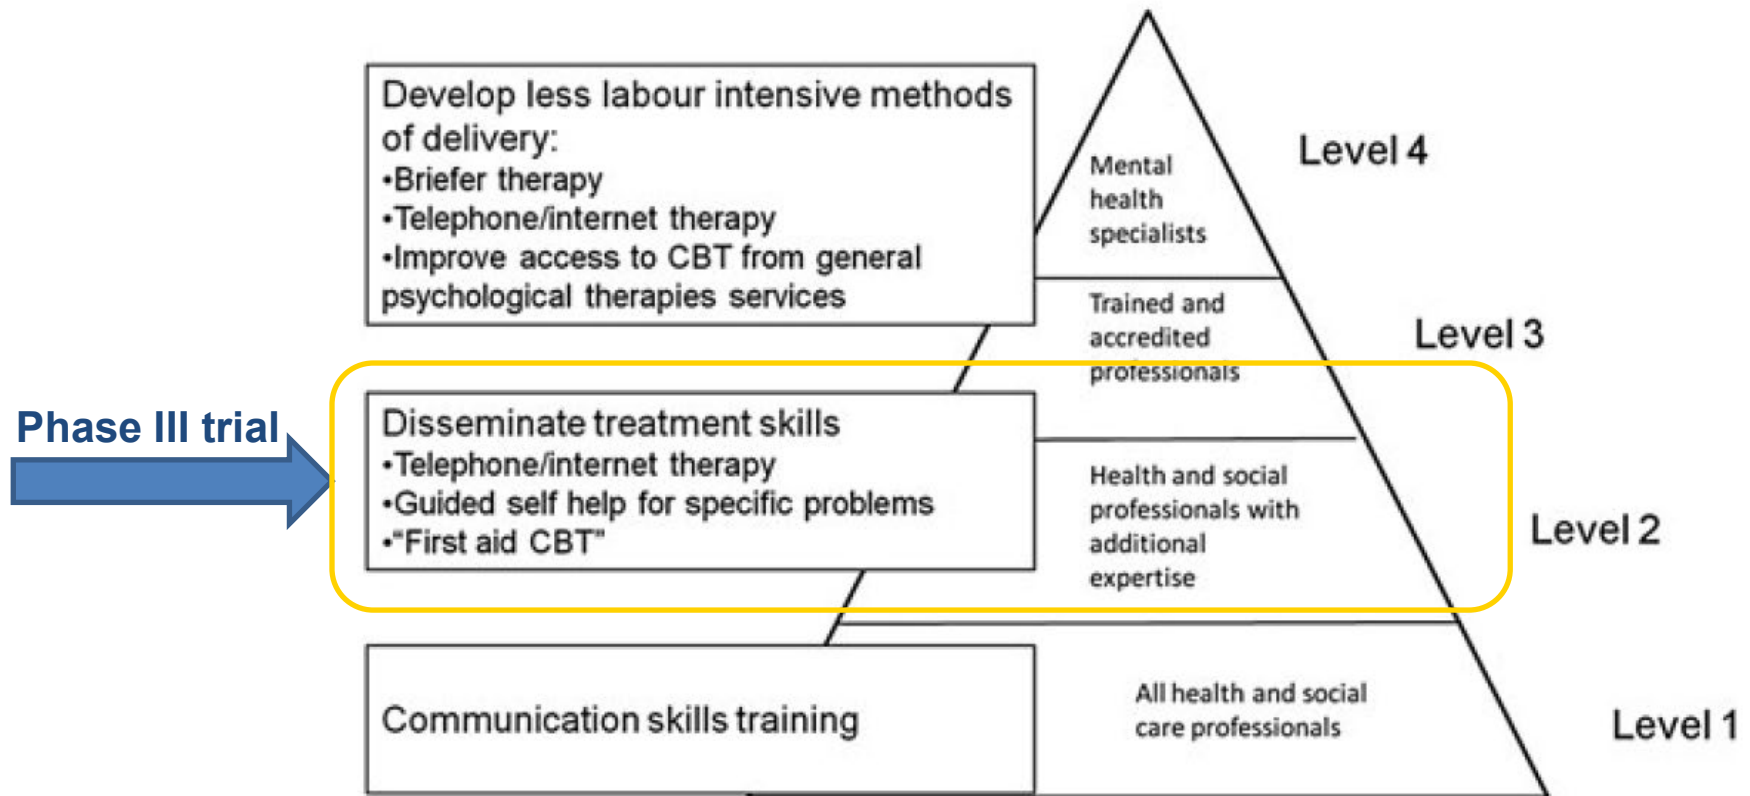 Develop less labour intensive methods
of delivery:
•Briefer therapy
•Telephone/internet therapy
•Improve access to CBT from general
psychological therapies services
Mental
health
specialists
Level 4
Trained and
accredited
professionals
Level 3
Phase III trial
Disseminate treatment skills
•Telephone/internet therapy
•Guided self help for specific problems
•“First aid CBT”
Health and social
professionals with
additional
expertise
Level 2
Communication skills training
All health and social
care professionals
Level 1